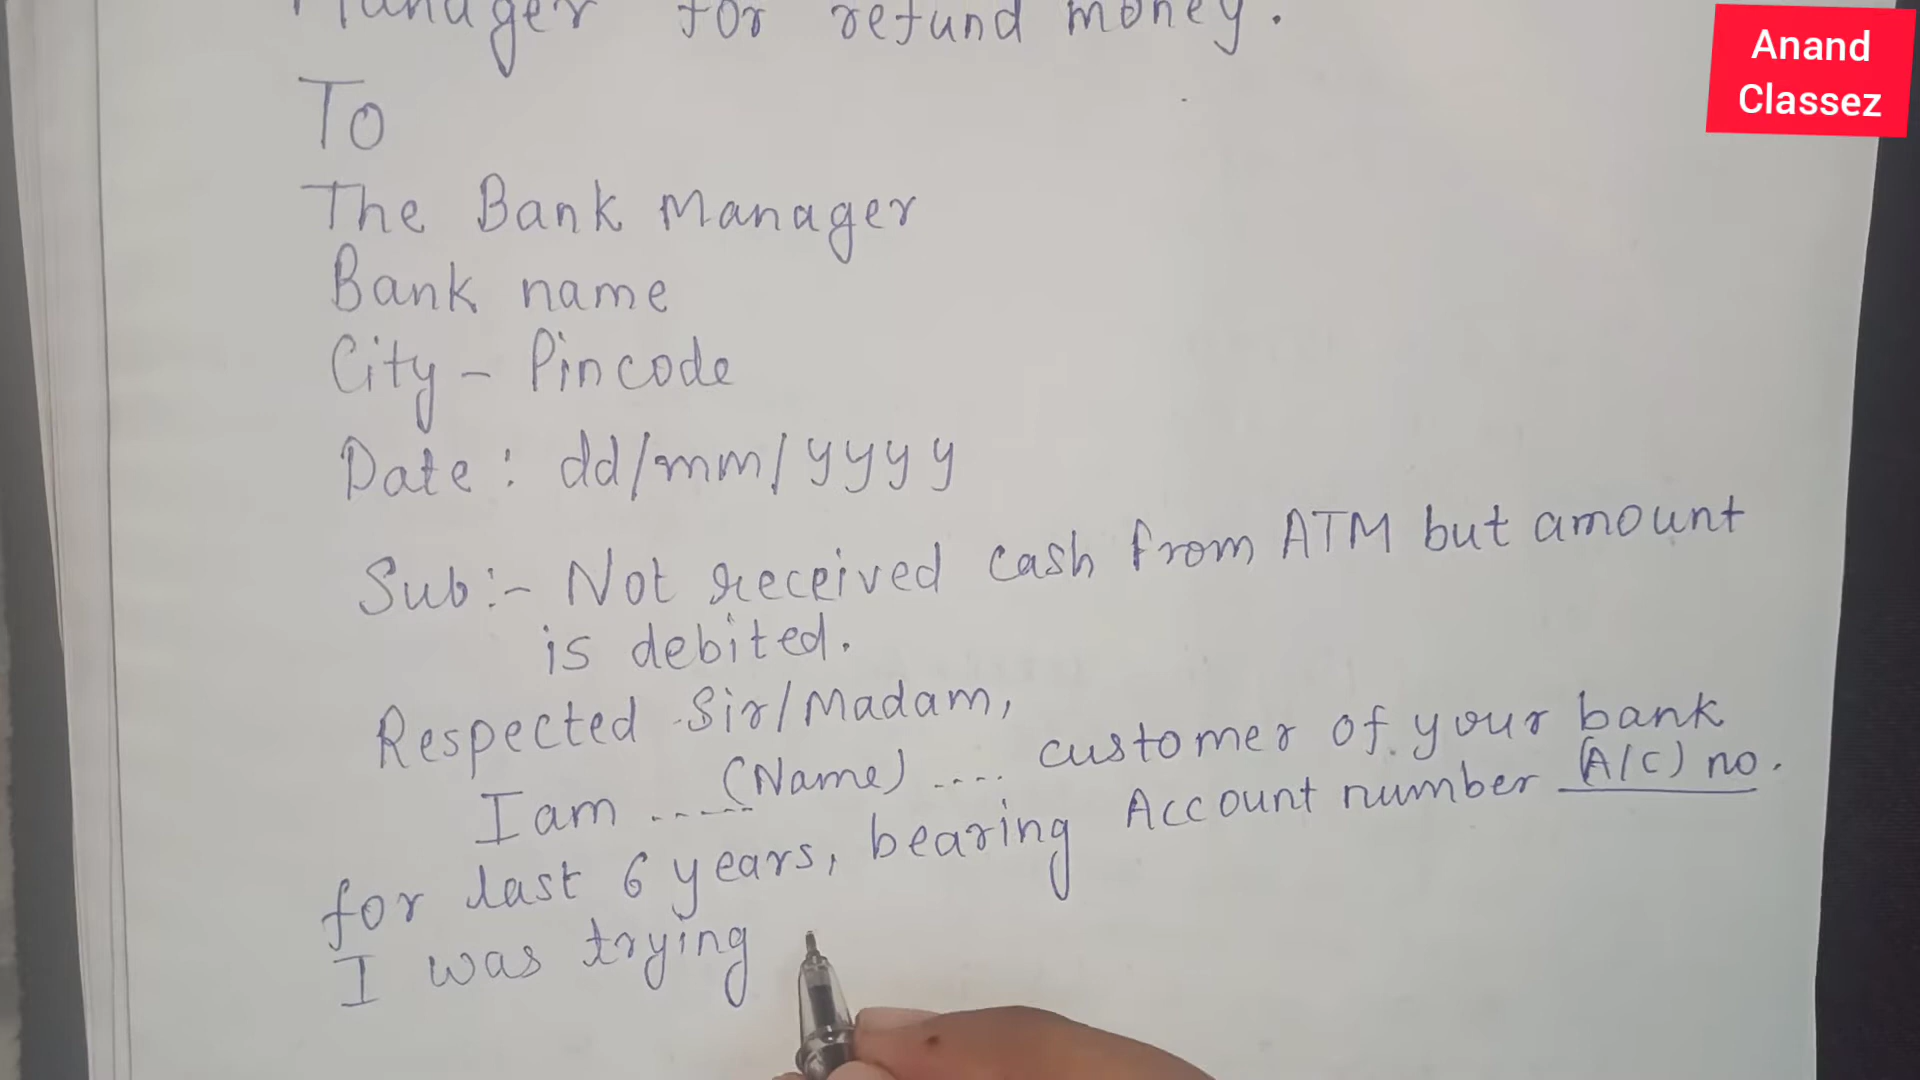 Manager for refund money.
Anand
Classez
To
The Bank Manager
Bank name
City - Pincode
Date : dd/mm/yyyy
Sub:- Not received cash from ATM but amount
is debited.
Respected Sir/Madam,
I am ...... (Name) .... customer of your bank
for last 6 years, bearing Account number (A/C) no.
I was trying